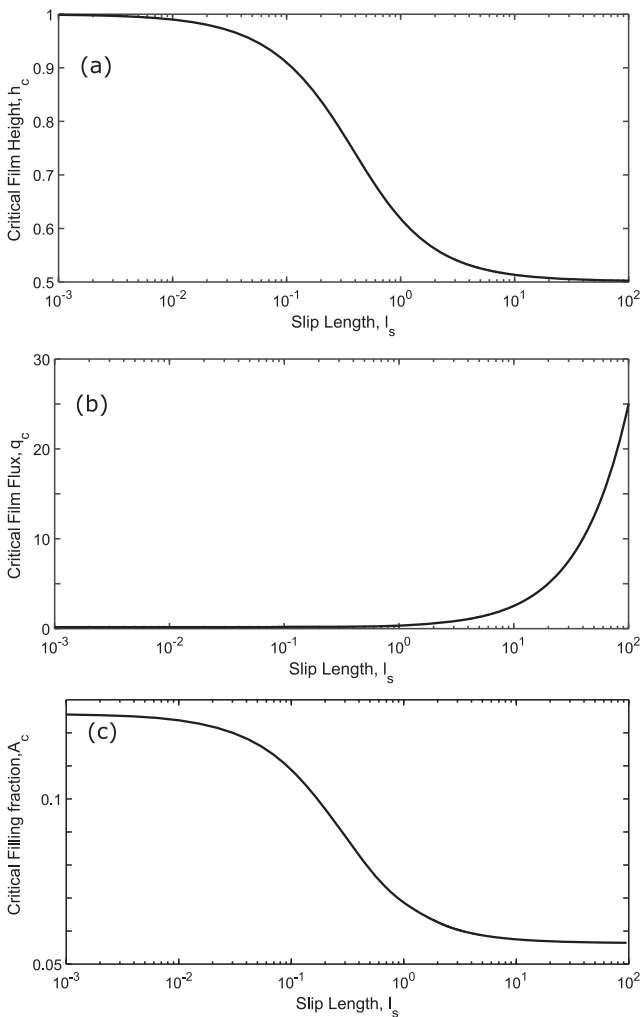 1
0.9
0.8
0.7
0.6
0.5
(a)
Critical Film Height, h_c
10^-3 10^-2 10^-1 10^0 10^1 10^2
Slip Length, l_s
30
20
10
0
(b)
Critical Film Flux, q_c
10^-3 10^-2 10^-1 10^0 10^1 10^2
Slip Length, l_s
0.1
0.05
(c)
Critical Filling fraction,A_c
10^-3 10^-2 10^-1 10^0 10^1 10^2
Slip Length, l_s